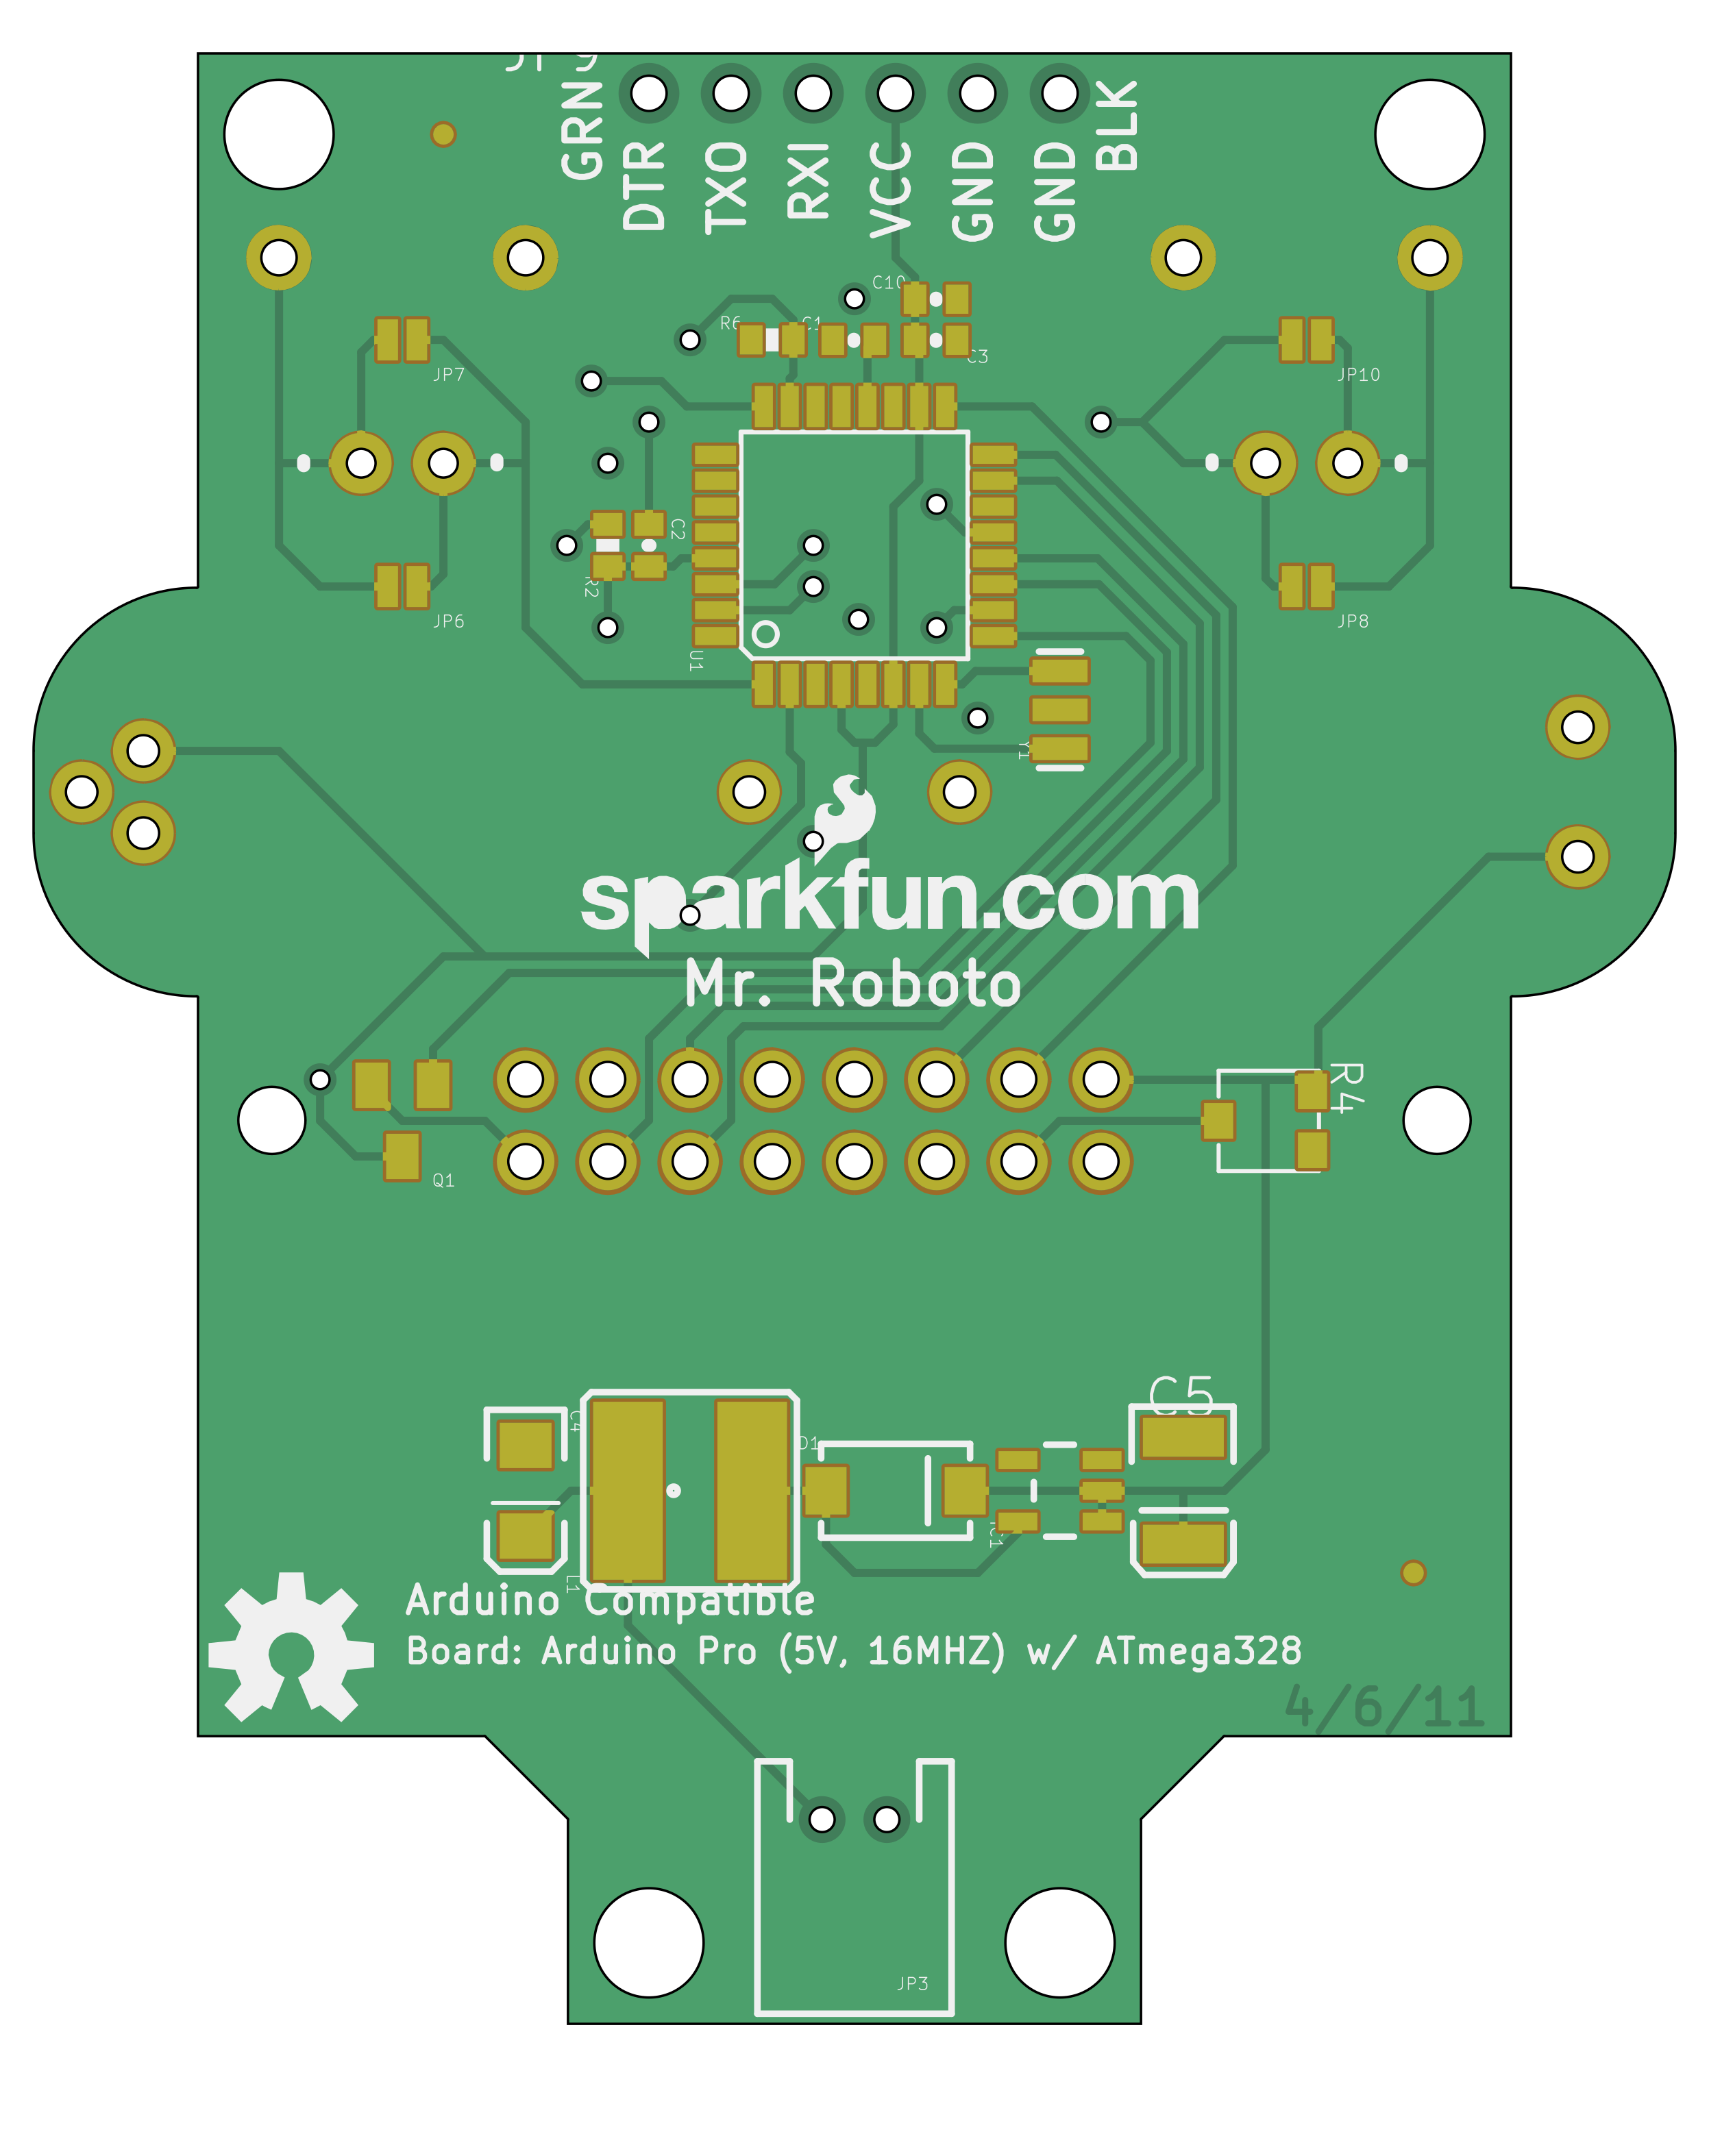 JP9
GRN
DTR
TXO
RXI
VCC
GND
GND
BLK
C10
R6
C1
C3
JP7
JP10
C2
R2
JP6
JP8
U1
Y1
sparkfun.com
Mr. Roboto
R4
Q1
C5
C4
D1
IC1
L1
Arduino Compatible
Board: Arduino Pro (5V, 16MHZ) w/ ATmega328
4/6/11
JP3